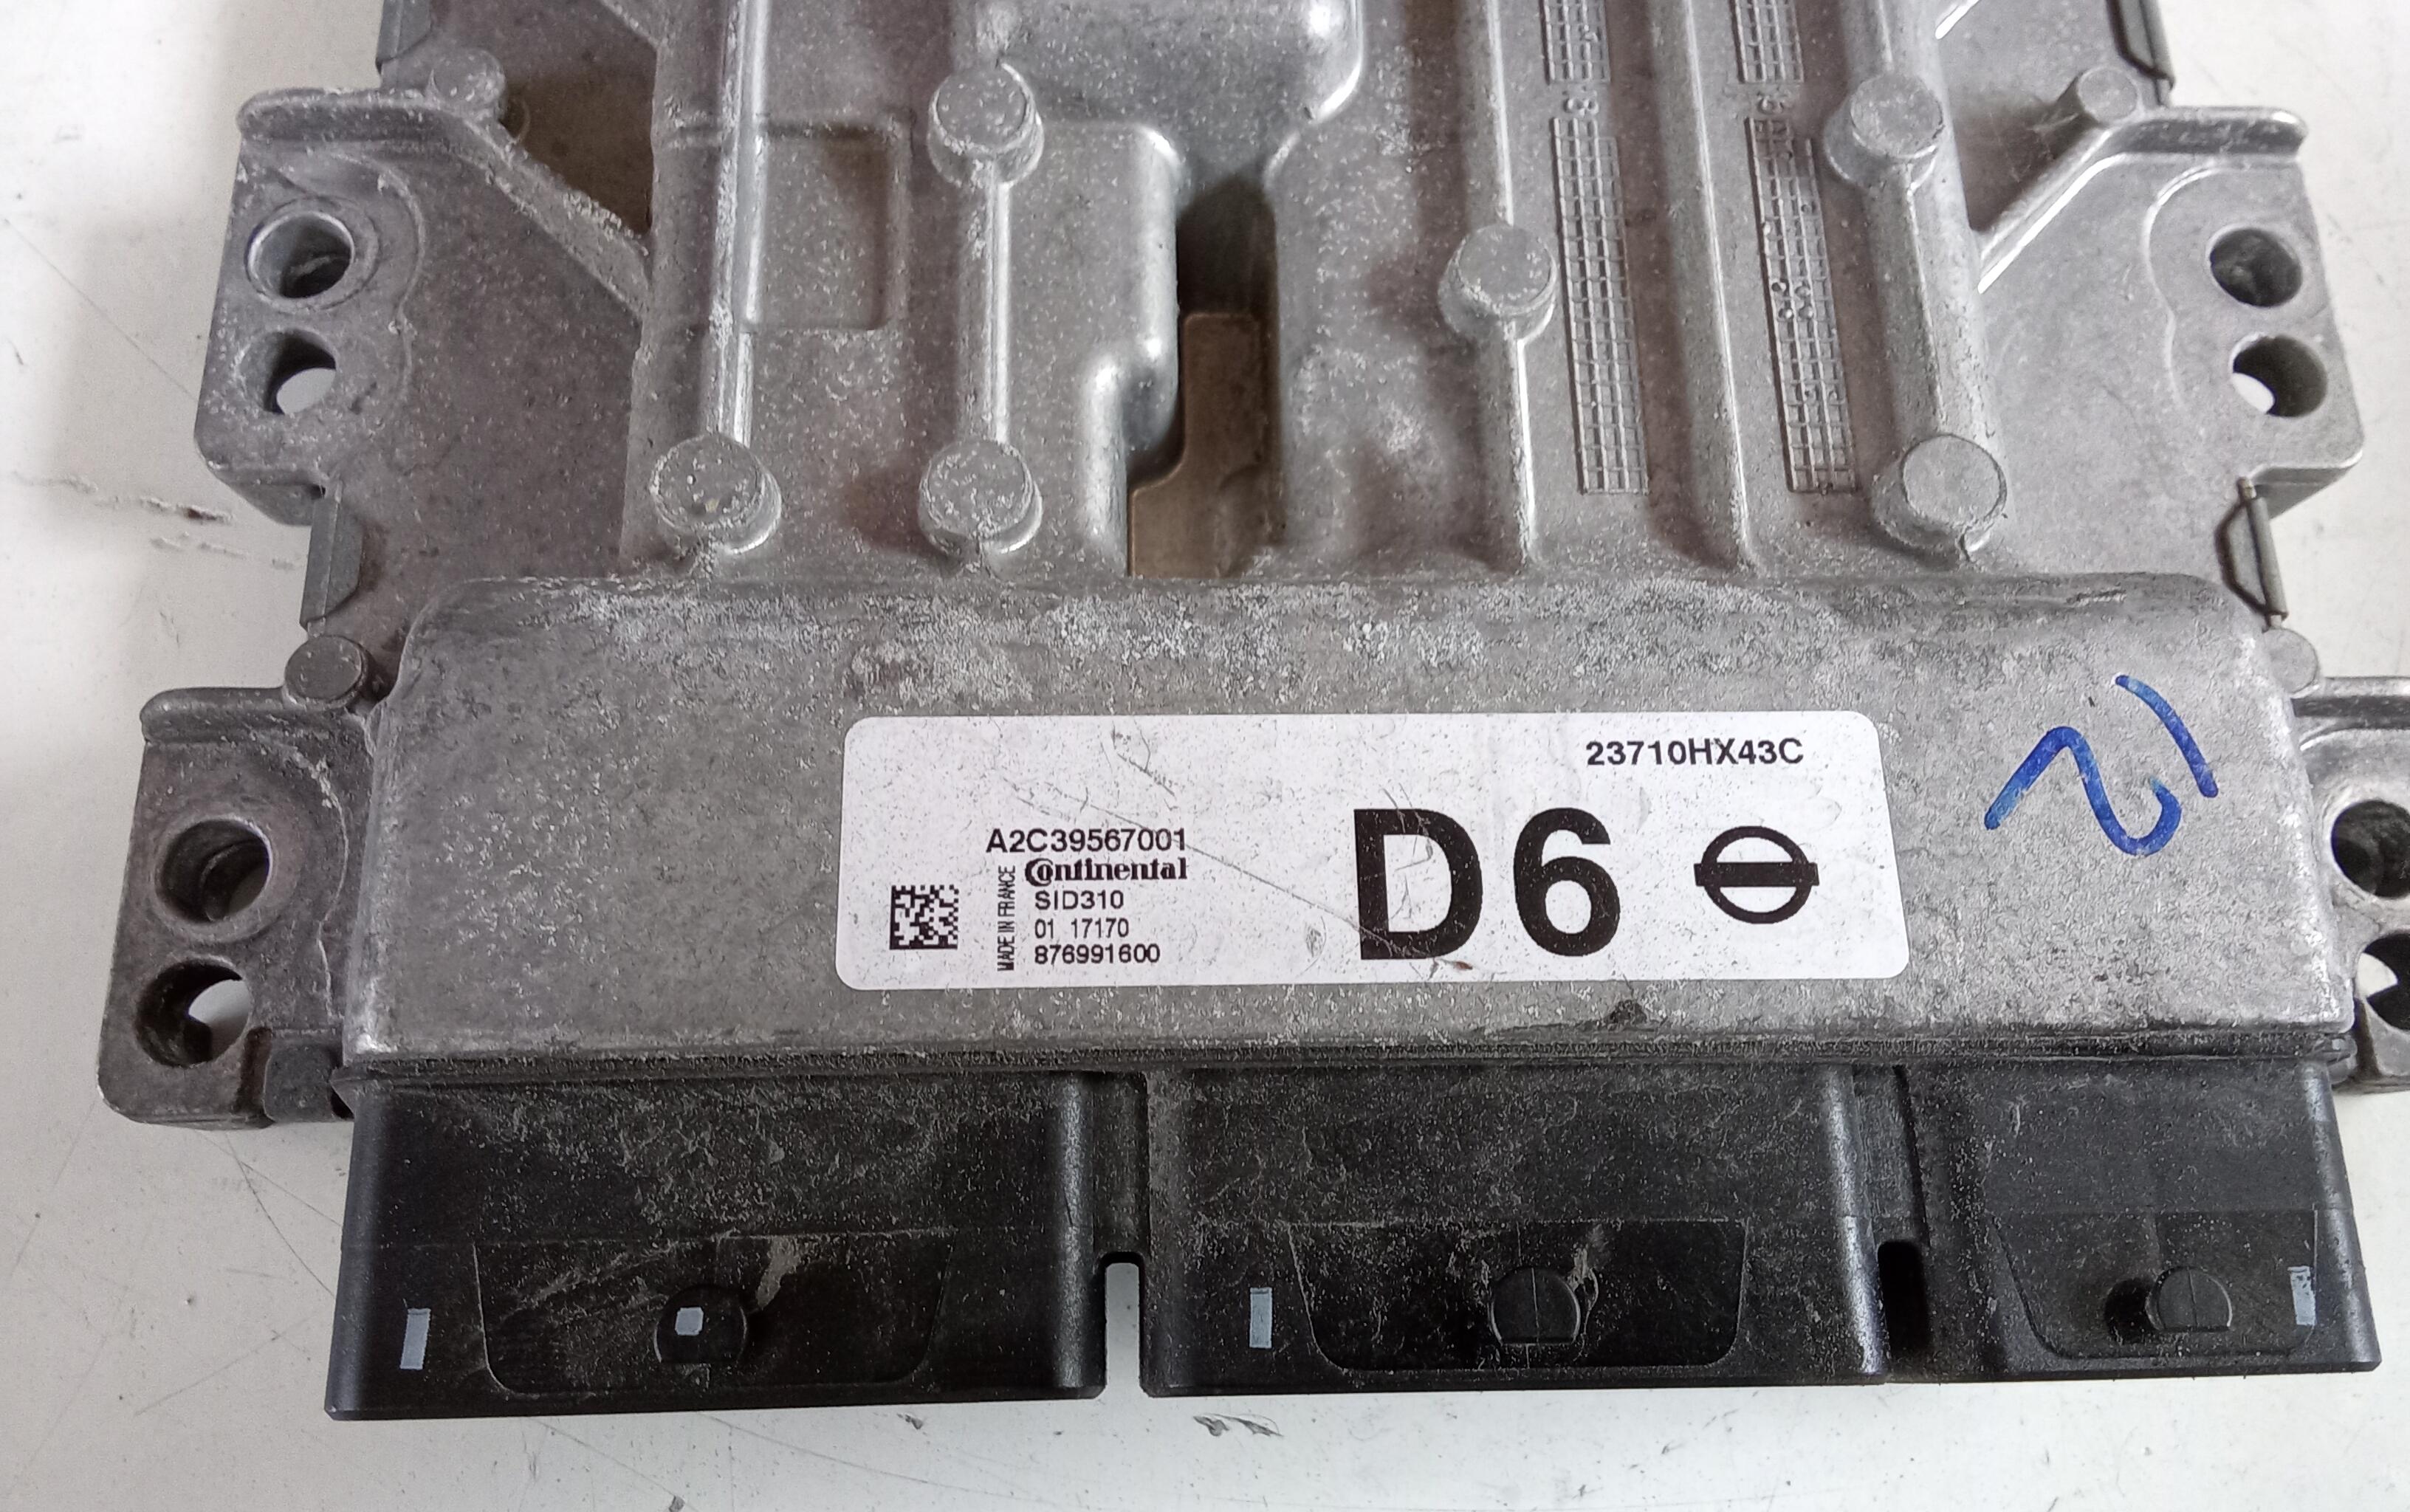 23710HX43C
A2C39567001
Continental
SID310
01 17170
876991600
MADE IN FRANCE
D6